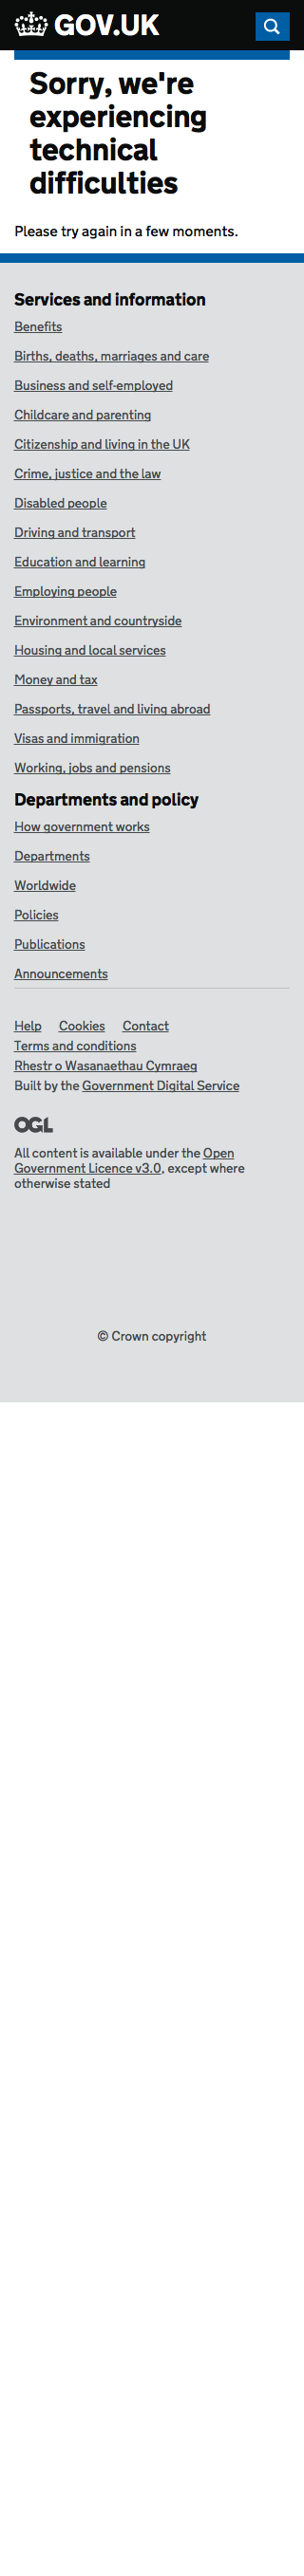 GOV.UK
Sorry, we're
experiencing
technical
difficulties
Please try again in a few moments.
Services and information
Benefits
Births, deaths, marriages and care
Business and self-employed
Childcare and parenting
Citizenship and living in the UK
Crime, justice and the law
Disabled people
Driving and transport
Education and learning
Employing people
Environment and countryside
Housing and local services
Money and tax
Passports, travel and living abroad
Visas and immigration
Working, jobs and pensions
Departments and policy
How government works
Departments
Worldwide
Policies
Publications
Announcements
Help Cookies Contact
Terms and conditions
Rhestr o Wasanaethau Cymraeg
Built by the Government Digital Service
OGL
All content is available under the Open
Government Licence v3.0, except where
otherwise stated
© Crown copyright